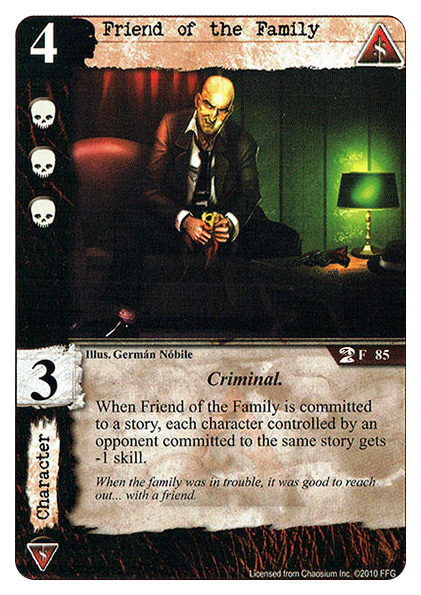 4
Friend of the Family
$
Illus. Germán Nóbile
F 85
3
Criminal.
When Friend of the Family is committed
to a story, each character controlled by an
opponent committed to the same story gets
-1 skill.
When the family was in trouble, it was good to reach
out... with a friend.
Character
$
Licensed from Chaosium Inc. ©2010 FFG